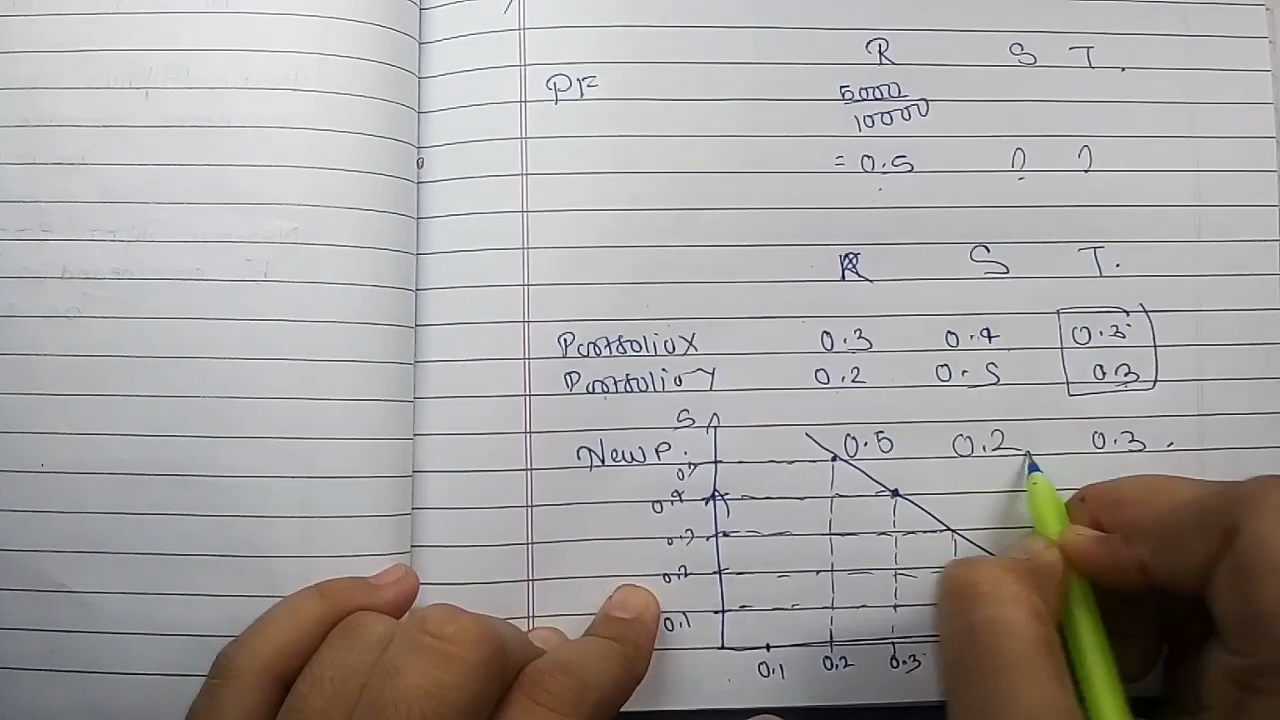 R S T.
PF
5000
10000
= 0.5 ? ?
R S T.
Portfolio X 0.3 0.4 0.3
Portfolio Y 0.2 0.5 0.3
S
New P. 0.5 0.2 0.3
0.4
0.3
0.2
0.1
0.1 0.2 0.3